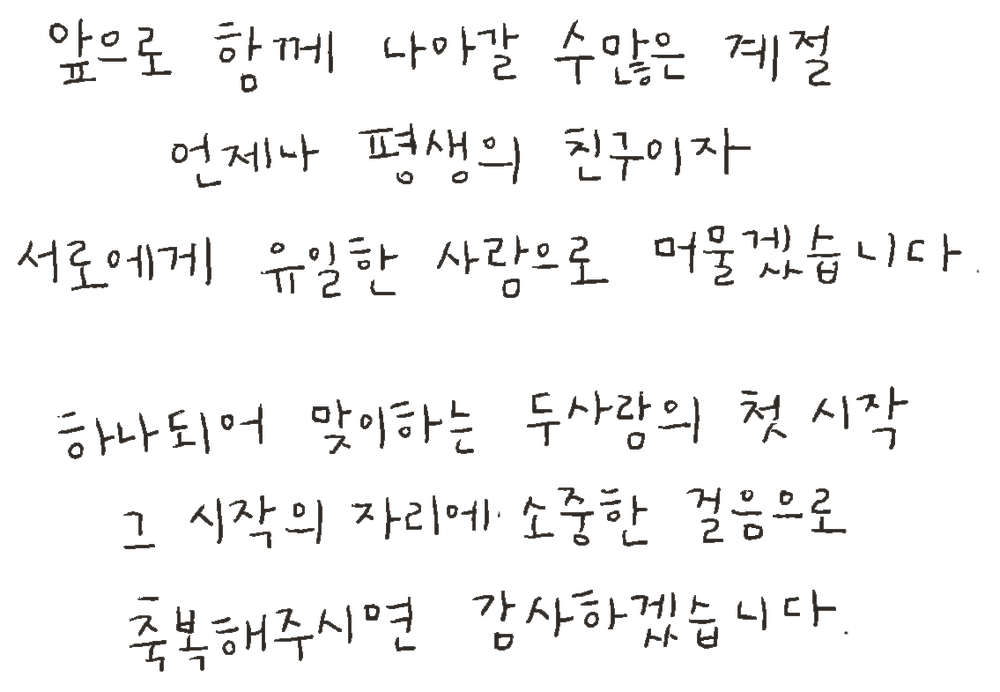 앞으로 함께 나아갈 수많은 계절
언제나 평생의 친구이자
서로에게 유일한 사람으로 머물겠습니다.
하나되어 맞이하는 두사람의 첫 시작
그 시작의 자리에 소중한 걸음으로
축복해주시면 감사하겠습니다.